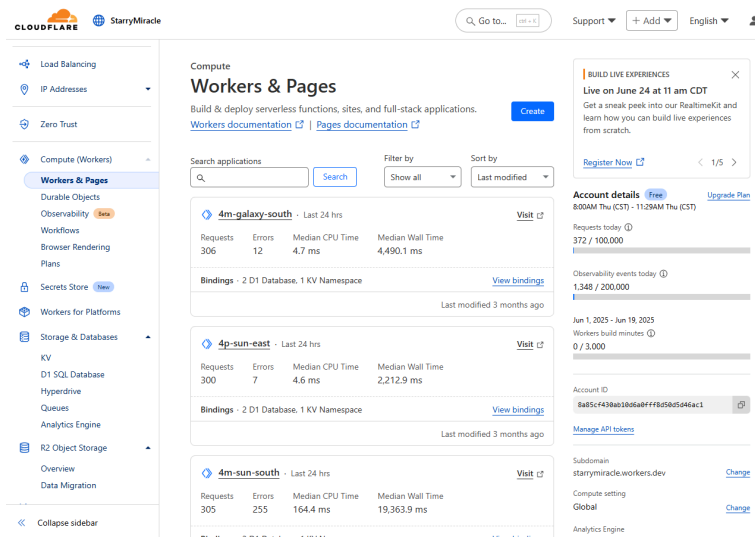 CLOUDFLARE
StarryMiracle
Go to... ctrl + K
Support
+ Add
English
Load Balancing
IP Addresses
Zero Trust
Compute (Workers)
Workers & Pages
Durable Objects
Observability Beta
Workflows
Browser Rendering
Plans
Secrets Store New
Workers for Platforms
Storage & Databases
KV
D1 SQL Database
Hyperdrive
Queues
Analytics Engine
R2 Object Storage
Overview
Data Migration
Collapse sidebar
Compute
Workers & Pages
Build & deploy serverless functions, sites, and full-stack applications.
Workers documentation | Pages documentation
Create
Search applications
Search
Filter by
Show all
Sort by
Last modified
4m-galaxy-south · Last 24 hrs Visit
Requests Errors Median CPU Time Median Wall Time
306 12 4.7 ms 4,490.1 ms
Bindings · 2 D1 Database, 1 KV Namespace View bindings
Last modified 3 months ago
4p-sun-east · Last 24 hrs Visit
Requests Errors Median CPU Time Median Wall Time
300 7 4.6 ms 2,212.9 ms
Bindings · 2 D1 Database, 1 KV Namespace View bindings
Last modified 3 months ago
4m-sun-south · Last 24 hrs Visit
Requests Errors Median CPU Time Median Wall Time
305 255 164.4 ms 19,363.9 ms
BUILD LIVE EXPERIENCES
Live on June 24 at 11 am CDT
Get a sneak peek into our RealtimeKit and
learn how you can build live experiences
from scratch.
Register Now 1/5
Account details Free Upgrade Plan
8:00AM Thu (CST) - 11:29AM Thu (CST)
Requests today
372 / 100,000
Observability events today
1,348 / 200,000
Jun 1, 2025 - Jun 19, 2025
Workers build minutes
0 / 3,000
Account ID
8a85cf430ab10d6a0fff8d50d5d46ac1
Manage API tokens
Subdomain
starrymiracle.workers.dev Change
Compute setting
Global Change
Analytics Engine